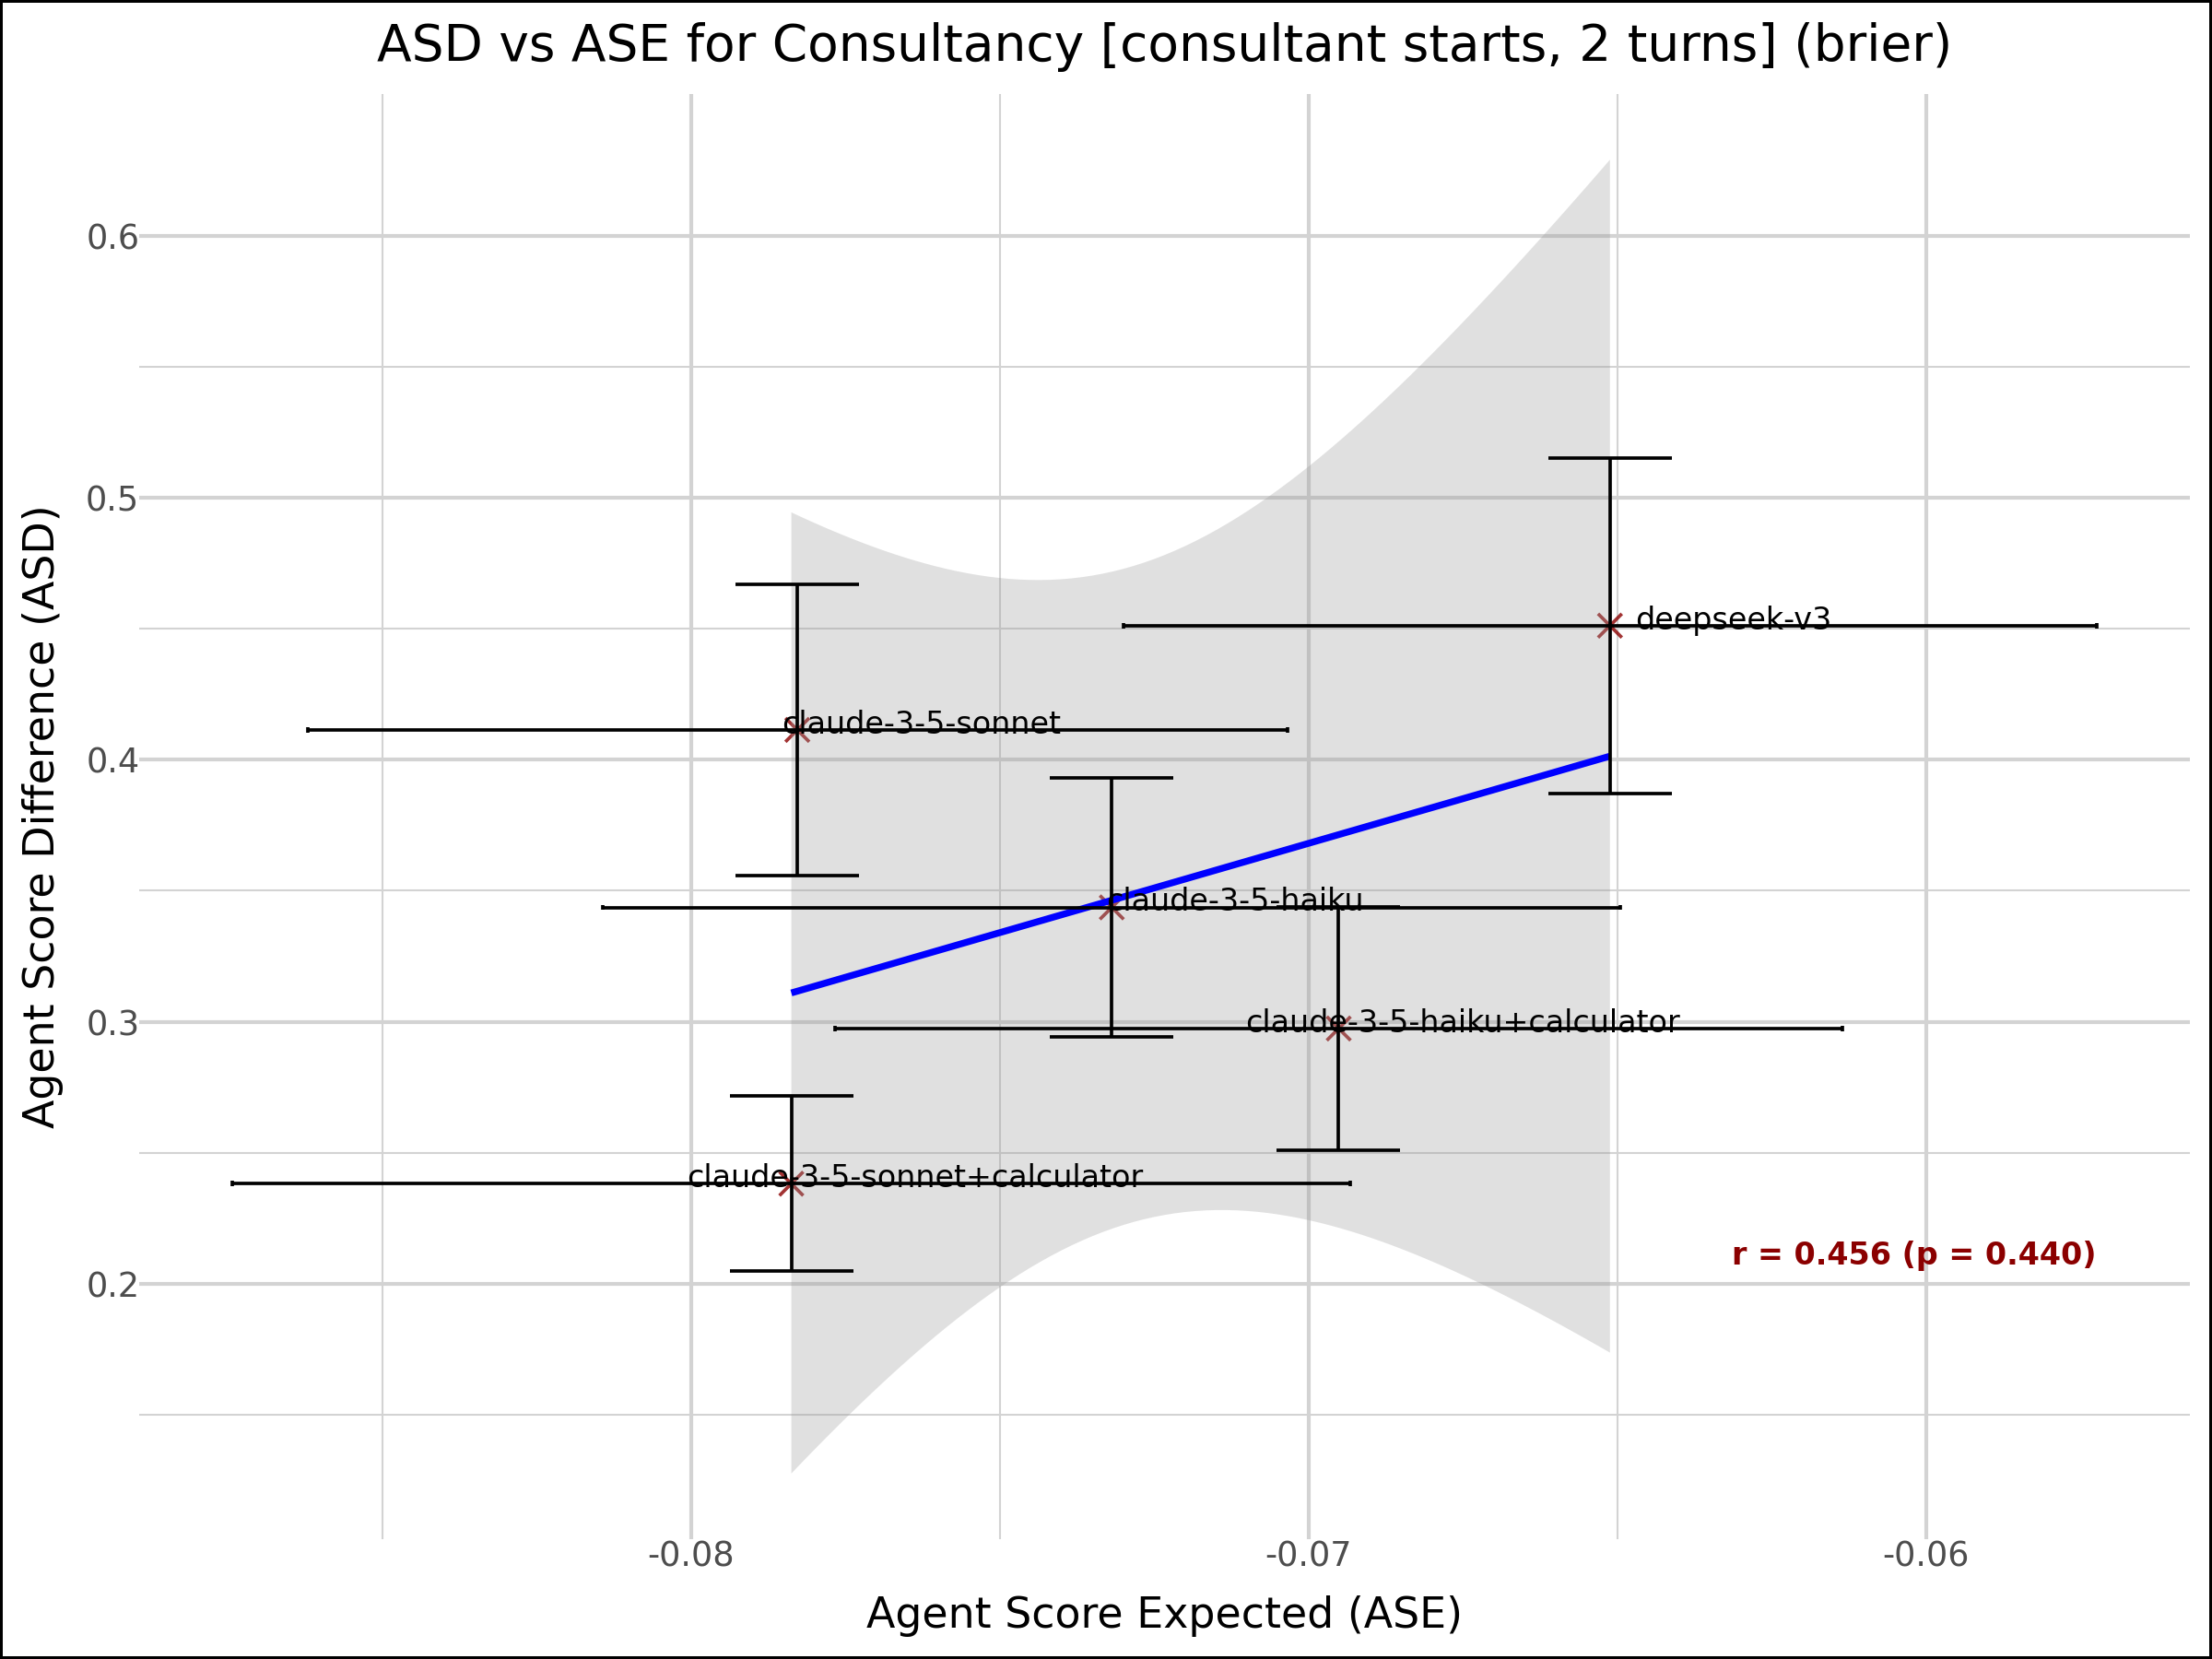 ASD vs ASE for Consultancy [consultant starts, 2 turns] (brier)
Agent Score Difference (ASD)
0.6
0.5
0.4
0.3
0.2
deepseek-v3
claude-3-5-sonnet
claude-3-5-haiku
claude-3-5-haiku+calculator
claude-3-5-sonnet+calculator
r = 0.456 (p = 0.440)
-0.08
-0.07
-0.06
Agent Score Expected (ASE)